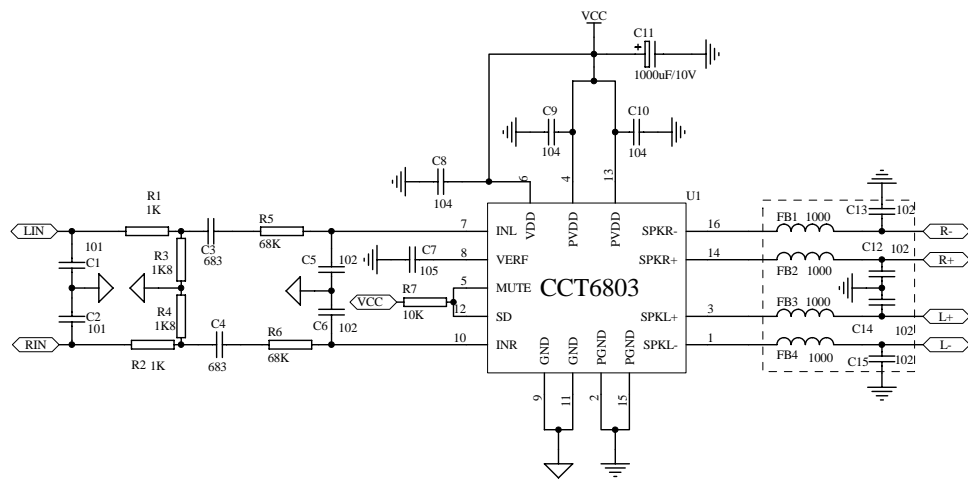 VCC
C11
+
1000uF/10V
C9
104
C10
104
C8
104
6
4
13
U1
VDD
PVDD
PVDD
LIN
R1
1K
C3
683
R5
68K
7
INL
101
C1
R3
1K8
C5
102
C7
105
8
VERF
MUTE
5
VCC
R7
10K
12
SD
CCT6803
C2
101
R4
1K8
C4
683
R6
68K
C6
102
RIN
R2
1K
10
INR
GND
GND
PGND
PGND
9
11
2
15
SPKR-
16
FB1
1000
C13
102
R-
SPKR+
14
FB2
1000
C12
102
R+
SPKL+
3
FB3
1000
C14
102
L+
SPKL-
1
FB4
1000
C15
102
L-